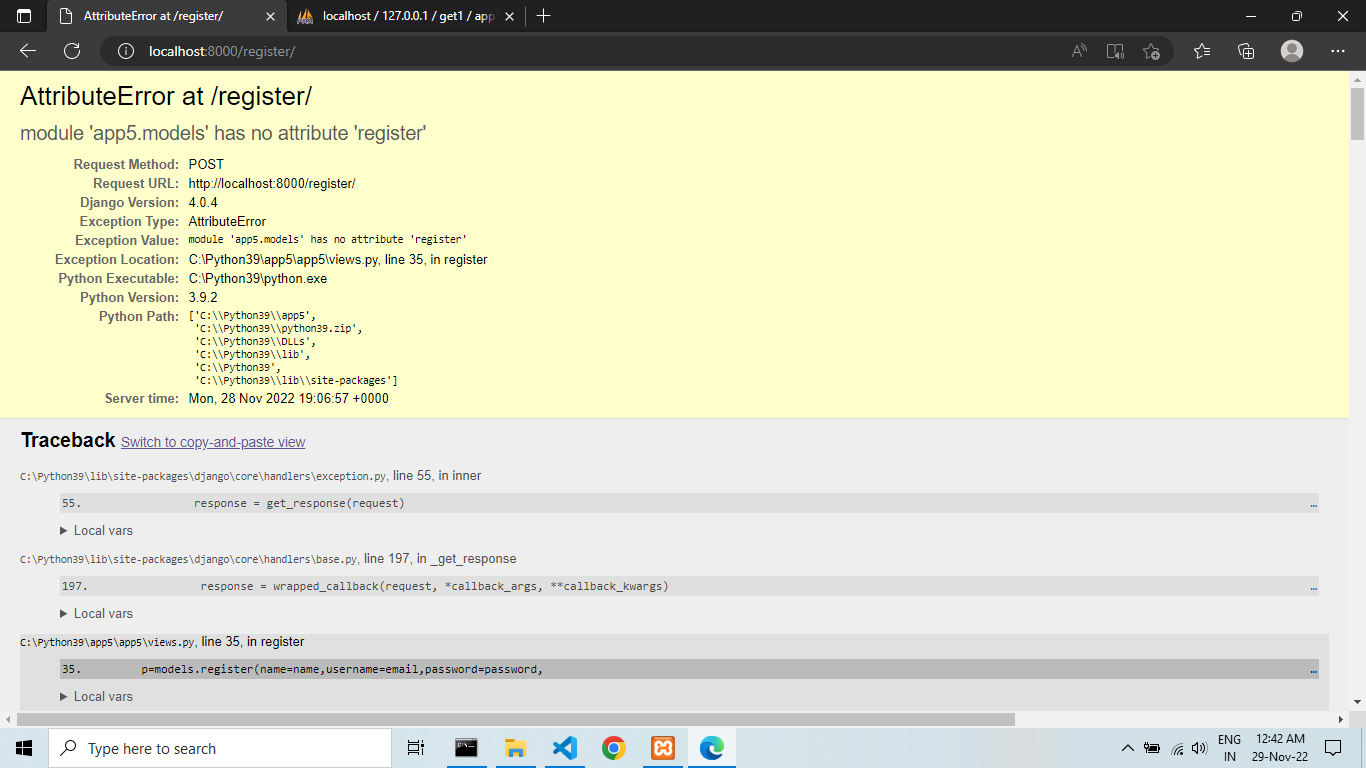 AttributeError at /register/
localhost / 127.0.0.1 / get1 / app
localhost:8000/register/
AttributeError at /register/
module 'app5.models' has no attribute 'register'
Request Method: POST
Request URL: http://localhost:8000/register/
Django Version: 4.0.4
Exception Type: AttributeError
Exception Value: module 'app5.models' has no attribute 'register'
Exception Location: C:\Python39\app5\app5\views.py, line 35, in register
Python Executable: C:\Python39\python.exe
Python Version: 3.9.2
Python Path: ['C:\\Python39\\app5',
'C:\\Python39\\python39.zip',
'C:\\Python39\\DLLs',
'C:\\Python39\\lib',
'C:\\Python39',
'C:\\Python39\\lib\\site-packages']
Server time: Mon, 28 Nov 2022 19:06:57 +0000
Traceback Switch to copy-and-paste view
C:\Python39\lib\site-packages\django\core\handlers\exception.py, line 55, in inner
55. response = get_response(request) …
▶ Local vars
C:\Python39\lib\site-packages\django\core\handlers\base.py, line 197, in _get_response
197. response = wrapped_callback(request, *callback_args, **callback_kwargs) …
▶ Local vars
C:\Python39\app5\app5\views.py, line 35, in register
35. p=models.register(name=name,username=email,password=password, …
▶ Local vars
Type here to search
ENG
IN
12:42 AM
29-Nov-22